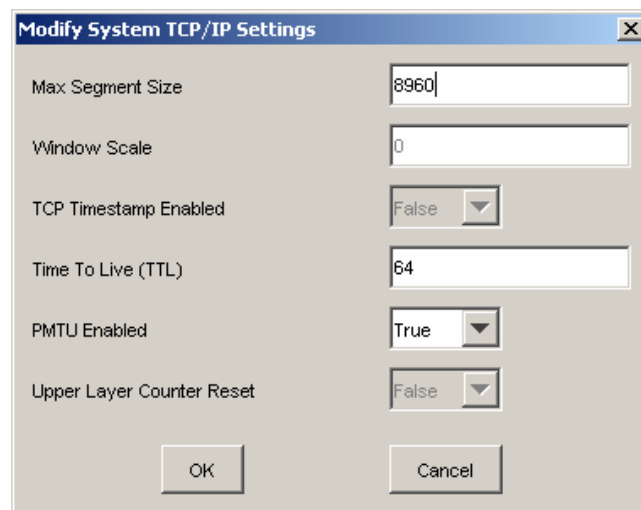 Modify System TCP/IP Settings
Max Segment Size 8960
Window Scale 0
TCP Timestamp Enabled False
Time To Live (TTL) 64
PMTU Enabled True
Upper Layer Counter Reset False
OK Cancel